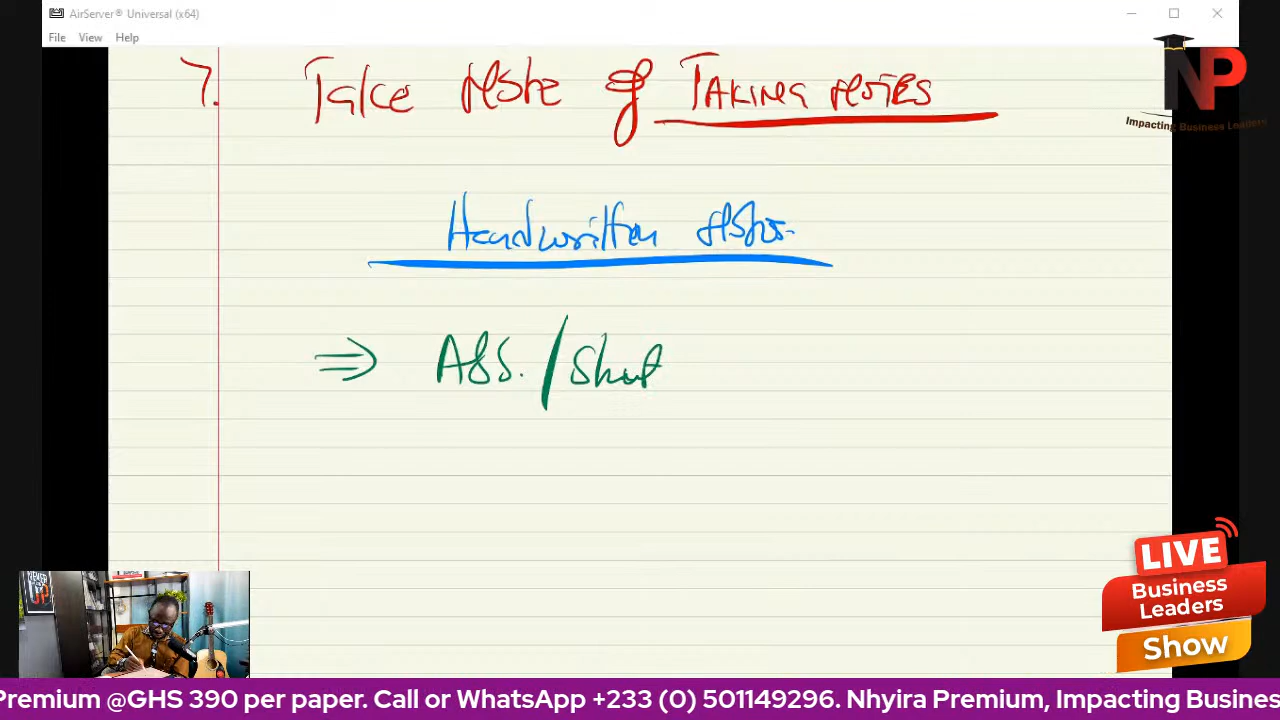 AirServer® Universal (x64)
File View Help
NP
Impacting Business Leaders
7. Take Note of TAKING NOTES
Handwritten Notes.
⇒ Abb. / Short
LIVE
Business
Leaders
Show
Premium @GHS 390 per paper. Call or WhatsApp +233 (0) 501149296. Nhyira Premium, Impacting Busines